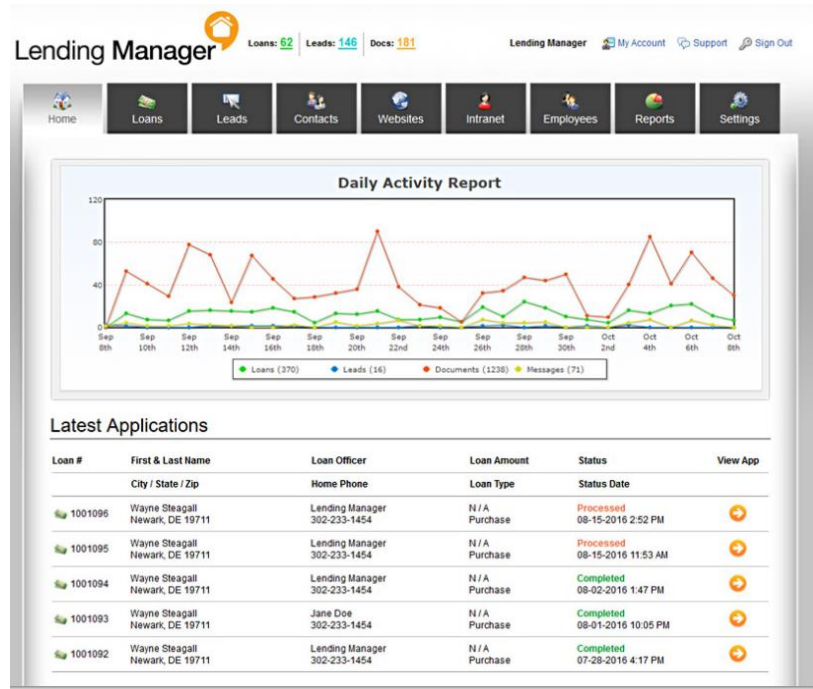 Lending Manager
Loans: 62 Leads: 146 Docs: 181
Lending Manager My Account Support Sign Out
Home Loans Leads Contacts Websites Intranet Employees Reports Settings
Daily Activity Report
120
80
40
0
Sep 8th Sep 10th Sep 12th Sep 14th Sep 16th Sep 18th Sep 20th Sep 22nd Sep 24th Sep 26th Sep 28th Sep 30th Oct 2nd Oct 4th Oct 6th Oct 8th
Loans (370) Leads (16) Documents (1238) Messages (71)
Latest Applications
Loan # First & Last Name Loan Officer Loan Amount Status View App
City / State / Zip Home Phone Loan Type Status Date
1001096 Wayne Steagall Lending Manager N / A Processed
Newark, DE 19711 302-233-1454 Purchase 08-15-2016 2:52 PM
1001095 Wayne Steagall Lending Manager N / A Processed
Newark, DE 19711 302-233-1454 Purchase 08-15-2016 11:53 AM
1001094 Wayne Steagall Lending Manager N / A Completed
Newark, DE 19711 302-233-1454 Purchase 08-02-2016 1:47 PM
1001093 Wayne Steagall Jane Doe N / A Completed
Newark, DE 19711 302-233-1454 Purchase 08-01-2016 10:05 PM
1001092 Wayne Steagall Lending Manager N / A Completed
Newark, DE 19711 302-233-1454 Purchase 07-28-2016 4:17 PM